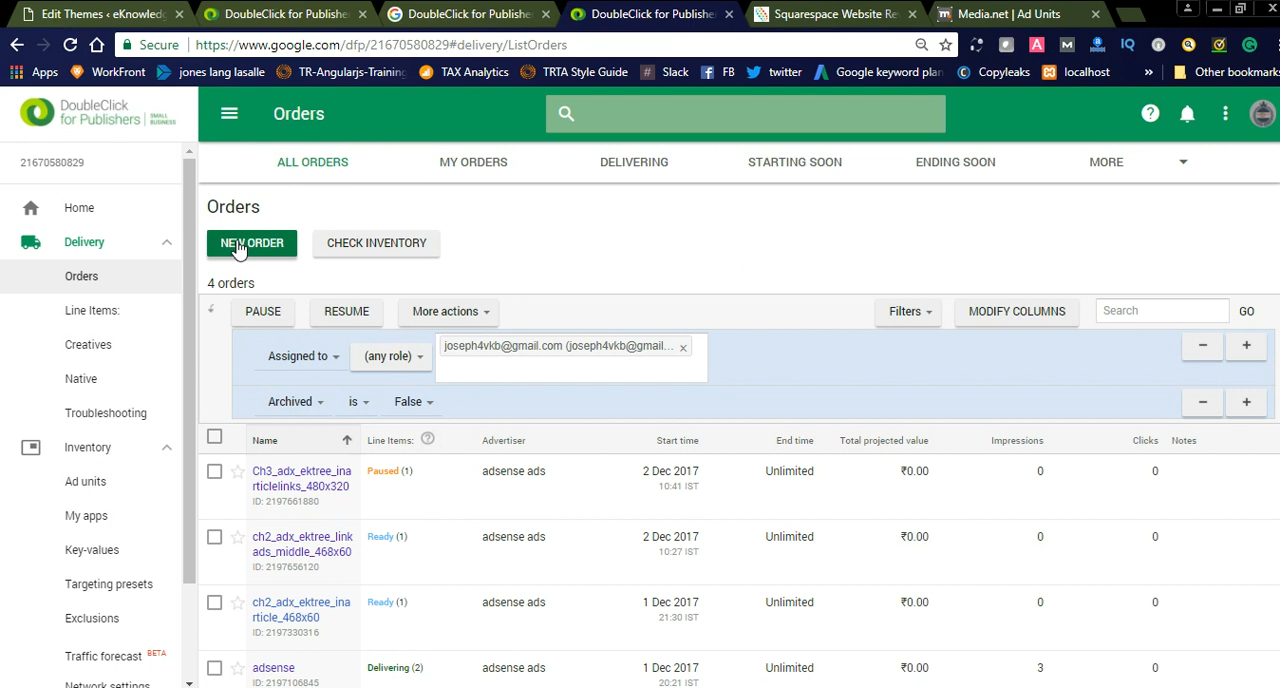 Edit Themes ‹ eKnowled
DoubleClick for Publishe
DoubleClick for Publishe
DoubleClick for Publishe
Squarespace Website Re
Media.net | Ad Units
Secure
https://www.google.com/dfp/21670580829#delivery/ListOrders
Apps
WorkFront
jones lang lasalle
TR-Angularjs-Training
TAX Analytics
TRTA Style Guide
Slack
FB
twitter
Google keyword plan
Copyleaks
localhost
»
Other bookmarks
DoubleClick
for Publishers
SMALL
BUSINESS
Orders
21670580829
ALL ORDERS
MY ORDERS
DELIVERING
STARTING SOON
ENDING SOON
MORE
Home
Delivery
Orders
Line Items:
Creatives
Native
Troubleshooting
Inventory
Ad units
My apps
Key-values
Targeting presets
Exclusions
Traffic forecast BETA
Network settings
Orders
NEW ORDER
CHECK INVENTORY
4 orders
PAUSE
RESUME
More actions
Filters
MODIFY COLUMNS
Search
GO
Assigned to
(any role)
joseph4vkb@gmail.com (joseph4vkb@gmail... ×
Archived
is
False
Name
Line Items:
Advertiser
Start time
End time
Total projected value
Impressions
Clicks
Notes
Ch3_adx_ektree_ina
rticlelinks_480x320
ID: 2197661880
Paused (1)
adsense ads
2 Dec 2017
10:41 IST
Unlimited
₹0.00
0
0
ch2_adx_ektree_link
ads_middle_468x60
ID: 2197656120
Ready (1)
adsense ads
2 Dec 2017
10:27 IST
Unlimited
₹0.00
0
0
ch2_adx_ektree_ina
rticle_468x60
ID: 2197330316
Ready (1)
adsense ads
1 Dec 2017
21:30 IST
Unlimited
₹0.00
0
0
adsense
ID: 2197106845
Delivering (2)
adsense ads
1 Dec 2017
20:21 IST
Unlimited
₹0.00
3
0